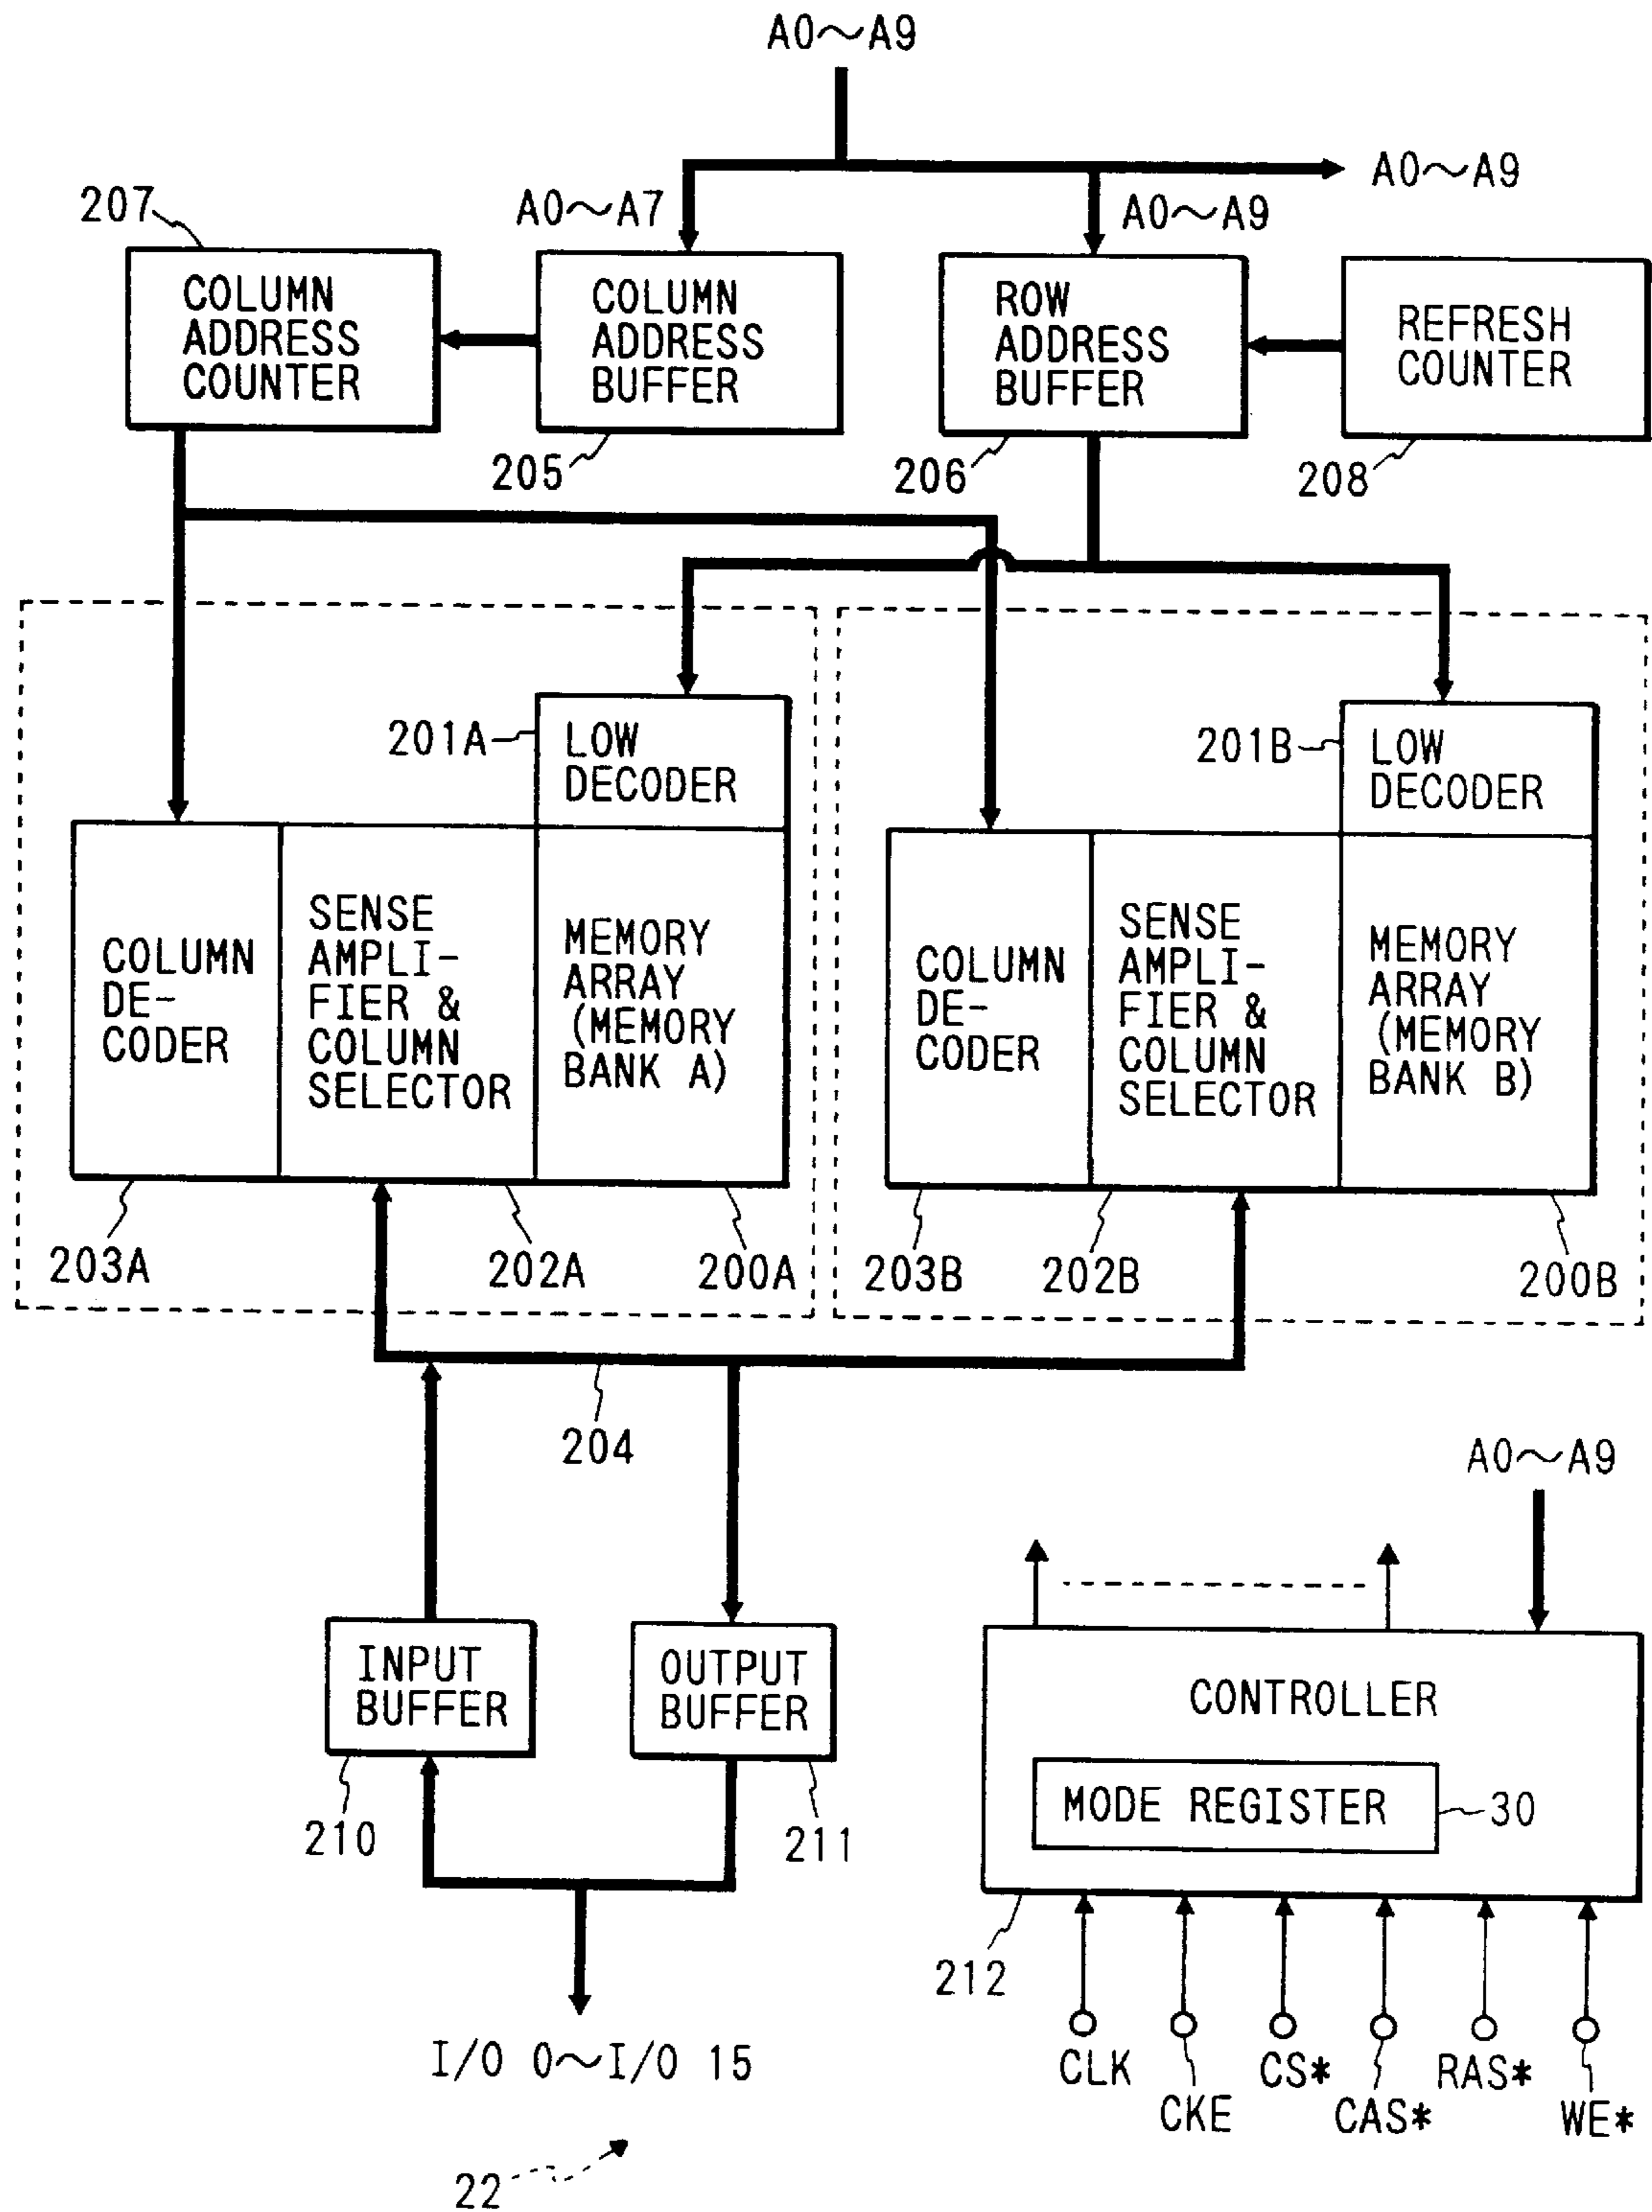 A0～A9
A0～A9
207
A0～A7
A0～A9
COLUMN
ADDRESS
COUNTER
COLUMN
ADDRESS
BUFFER
ROW
ADDRESS
BUFFER
REFRESH
COUNTER
205
206
208
201A
LOW
DECODER
201B
LOW
DECODER
COLUMN
DE-
CODER
SENSE
AMPLI-
FIER &
COLUMN
SELECTOR
MEMORY
ARRAY
(MEMORY
BANK A)
COLUMN
DE-
CODER
SENSE
AMPLI-
FIER &
COLUMN
SELECTOR
MEMORY
ARRAY
(MEMORY
BANK B)
203A
202A
200A
203B
202B
200B
204
A0～A9
INPUT
BUFFER
OUTPUT
BUFFER
CONTROLLER
MODE REGISTER
30
210
211
212
I/O 0～I/O 15
CLK
CKE
CS*
CAS*
RAS*
WE*
22